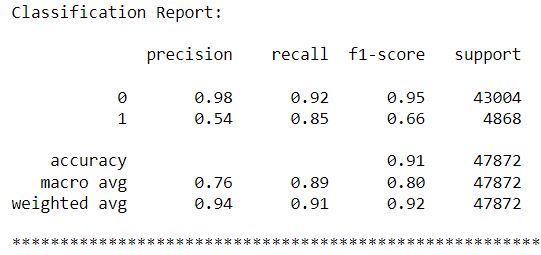 Classification Report:
precision recall f1-score support
0 0.98 0.92 0.95 43004
1 0.54 0.85 0.66 4868
accuracy 0.91 47872
macro avg 0.76 0.89 0.80 47872
weighted avg 0.94 0.91 0.92 47872
*******************************************************